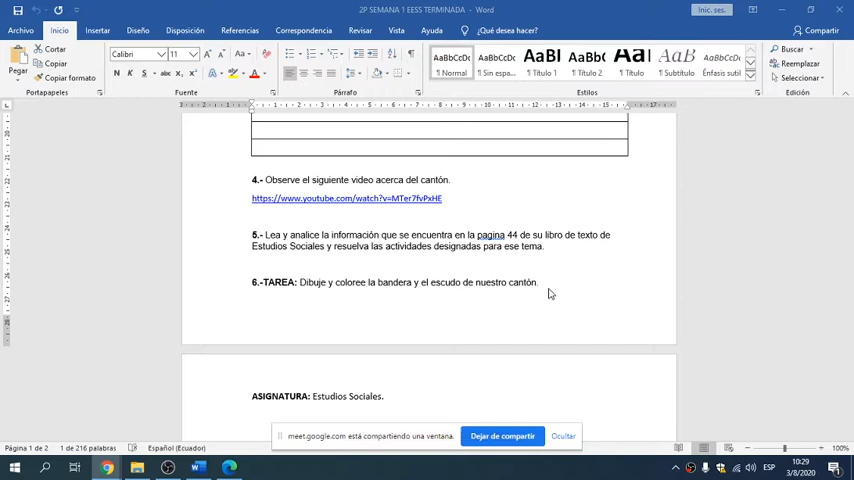 2P SEMANA 1 EESS TERMINADA - Word
Inic. ses.
Archivo Inicio Insertar Diseño Disposición Referencias Correspondencia Revisar Vista Ayuda ¿Qué desea hacer? Compartir
Pegar
Cortar
Copiar
Copiar formato
Portapapeles
Calibri 11
N K S
Fuente
Párrafo
AaBbCcDc AaBbCcDc AaBbC AaBbCc AaB AaBbCcD AaBbCcDc
¶ Normal ¶ Sin espa... ¶ Título 1 ¶ Título 2 ¶ Título ¶ Subtítulo Énfasis sutil
Estilos
Buscar
Reemplazar
Seleccionar
Edición
4.- Observe el siguiente video acerca del cantón.
https://www.youtube.com/watch?v=MTer7fvPxHE
5.- Lea y analice la información que se encuentra en la pagina 44 de su libro de texto de
Estudios Sociales y resuelva las actividades designadas para ese tema.
6.-TAREA: Dibuje y coloree la bandera y el escudo de nuestro cantón.
ASIGNATURA: Estudios Sociales.
meet.google.com está compartiendo una ventana. Dejar de compartir Ocultar
Página 1 de 2 1 de 216 palabras Español (Ecuador) 100%
ESP
10:29
3/8/2020